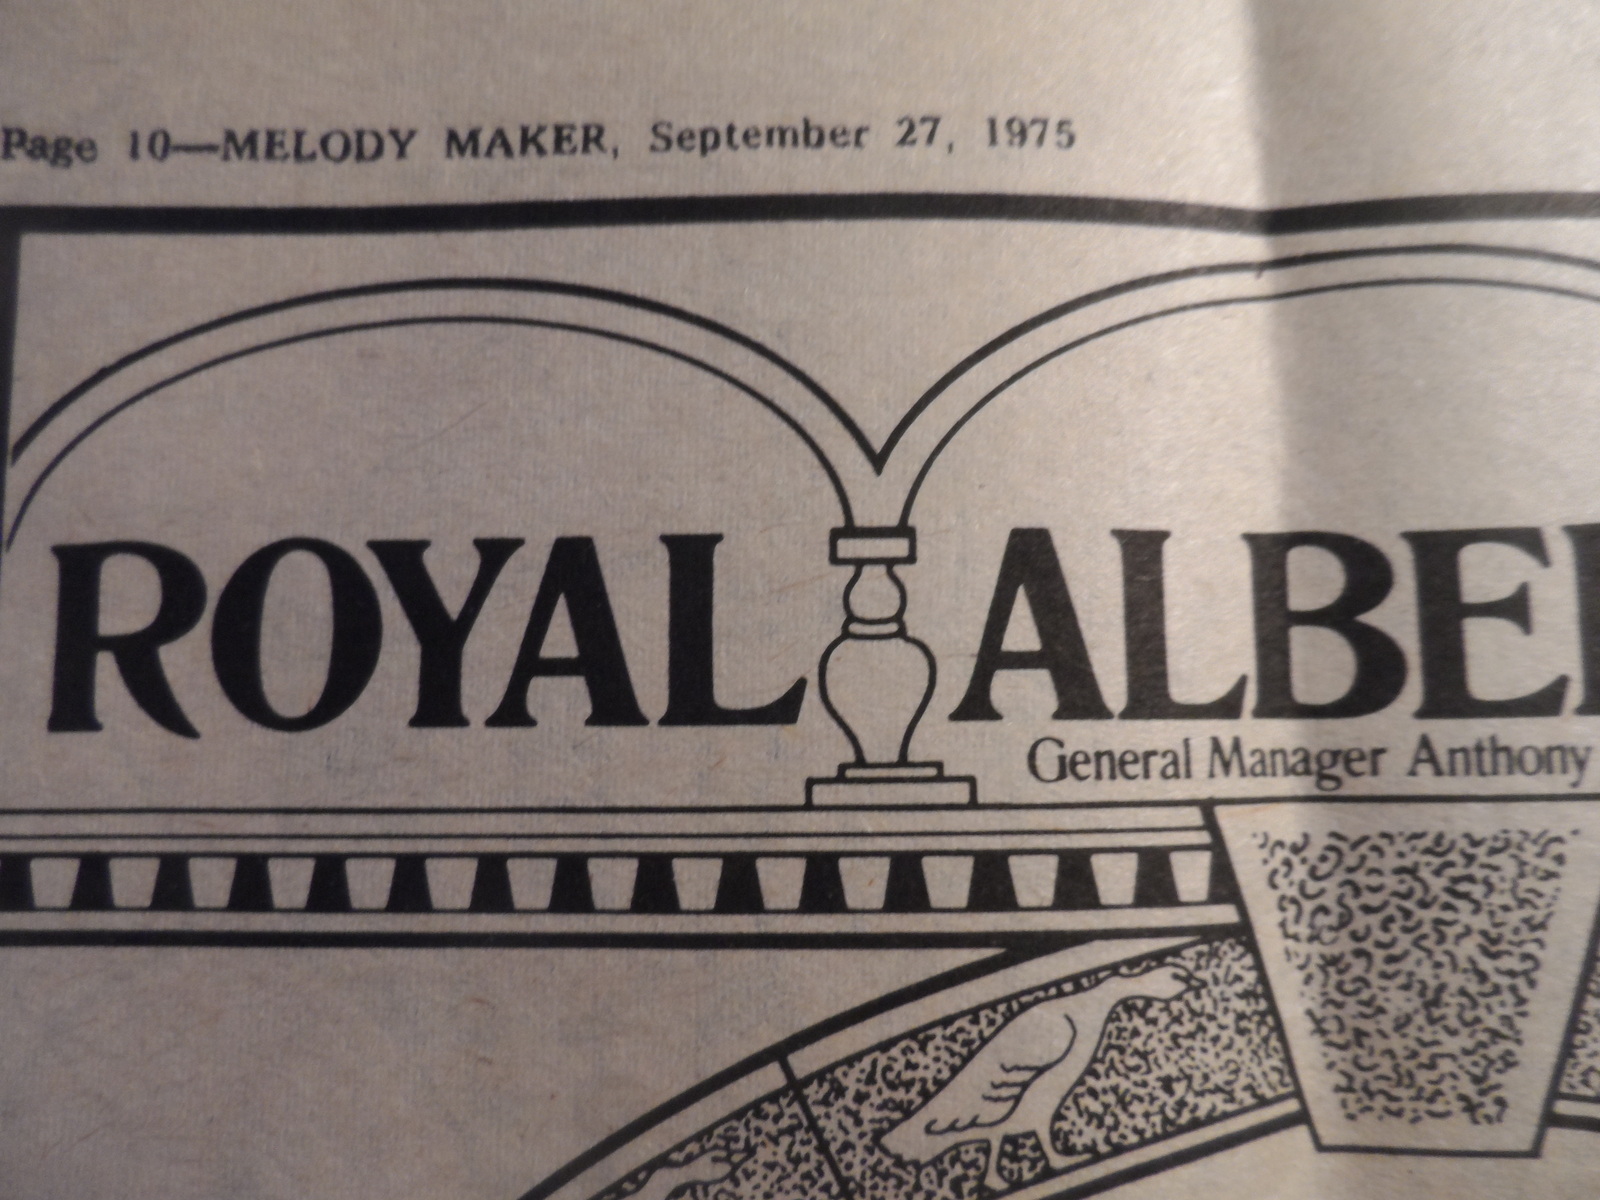 Page 10—MELODY MAKER, September 27, 1975
ROYAL ALBE
General Manager Anthony